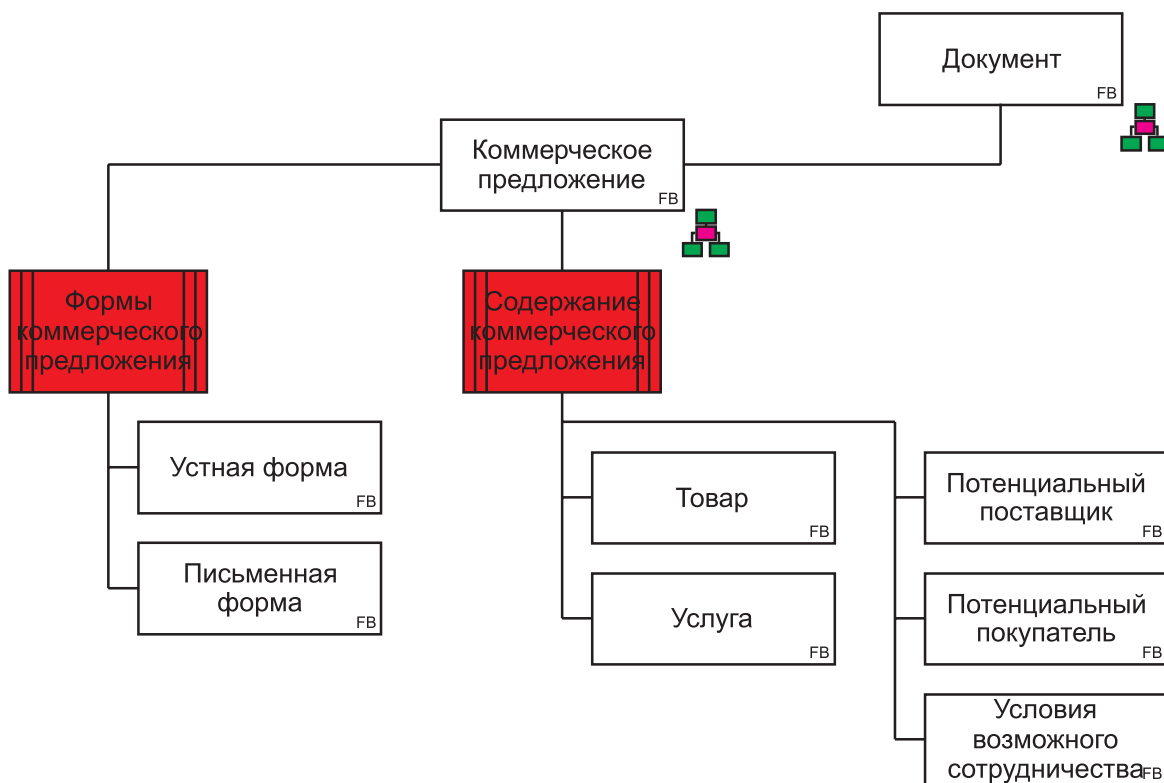 Документ
FB
Коммерческое
предложение
FB
Формы
коммерческого
предложения
Содержание
коммерческого
предложения
Устная форма
FB
Письменная
форма
FB
Товар
FB
Услуга
FB
Потенциальный
поставщик
FB
Потенциальный
покупатель
FB
Условия
возможного
сотрудничества
FB